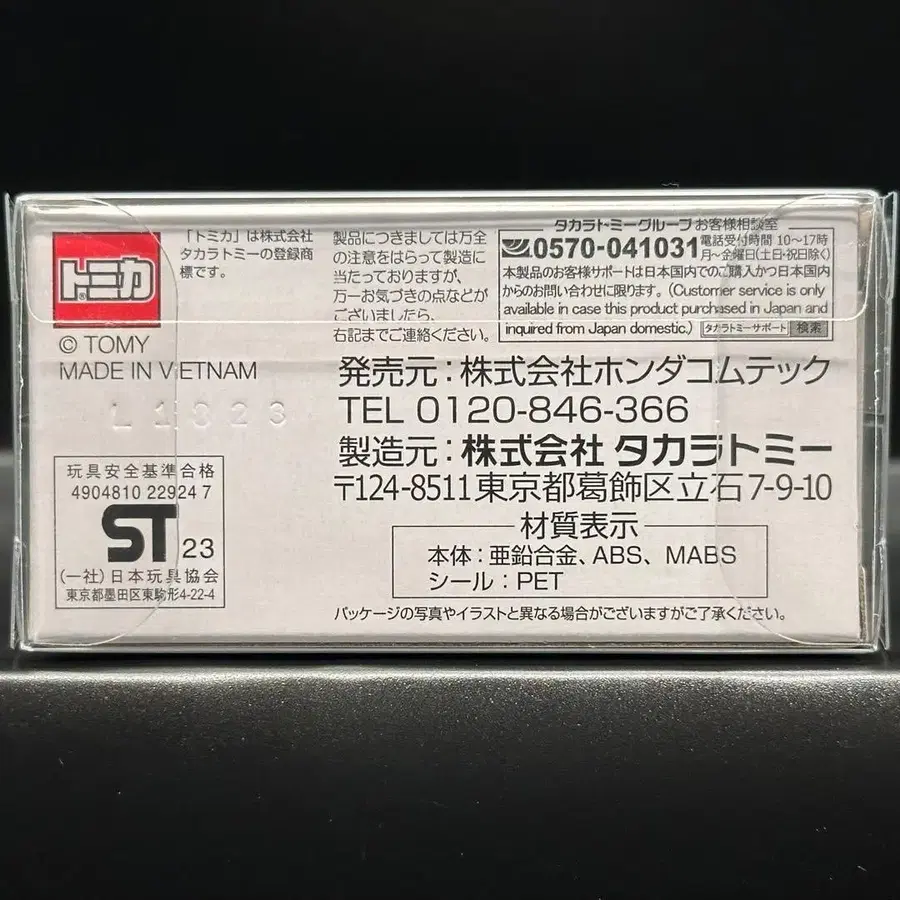 トミカ
®
「トミカ」は株式会社
タカラトミーの登録商
標です。
© TOMY
MADE IN VIETNAM
L1323
製品につきましては万全
の注意をはらって製造に
当たっておりますが、
万一お気づきの点などが
ございましたら、
右記までご連絡ください。
タカラトミーグループ お客様相談室
0570-041031
電話受付時間 10〜17時
月〜金曜日(土日・祝日除く)
本製品のお客様サポートは日本国内でのご購入かつ日本国内
からのお問い合わせに限ります。(Customer service is only
available in case this product purchased in Japan and
inquired from Japan domestic.) タカラトミーサポート 検索
発売元：株式会社ホンダコムテック
TEL 0120-846-366
製造元：株式会社 タカラトミー
〒124-8511東京都葛飾区立石7-9-10
材質表示
本体：亜鉛合金、ABS、MABS
シール：PET
パッケージの写真やイラストと異なる場合がございますがご了承ください。
玩具安全基準合格
4904810 22924 7
ST 23
(一社)日本玩具協会
東京都墨田区東駒形4-22-4